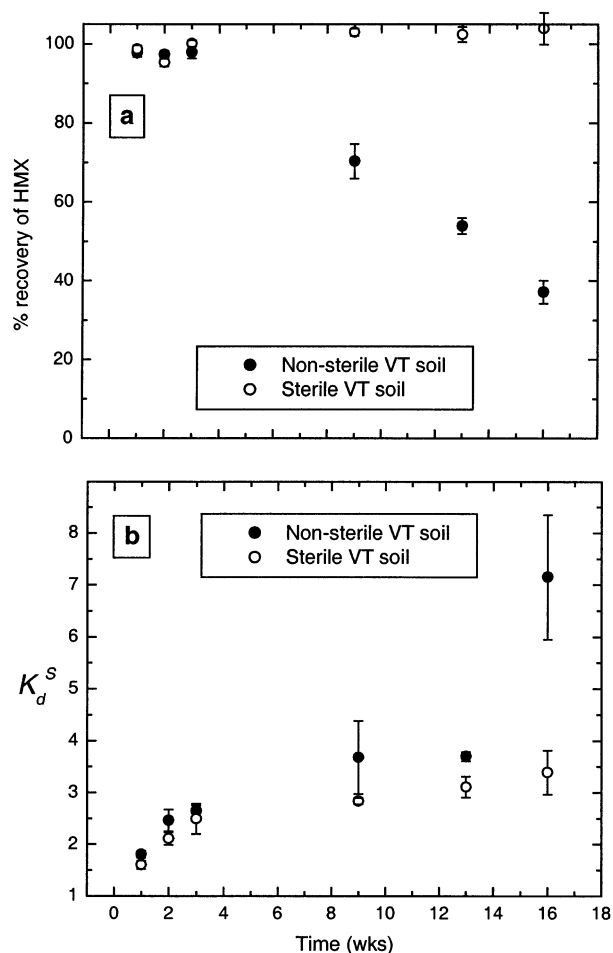 100
80
60
40
20
0
% recovery of HMX
a
Non-sterile VT soil
Sterile VT soil
8
7
6
5
4
3
2
1
K_d^S
b
Non-sterile VT soil
Sterile VT soil
0 2 4 6 8 10 12 14 16 18
Time (wks)